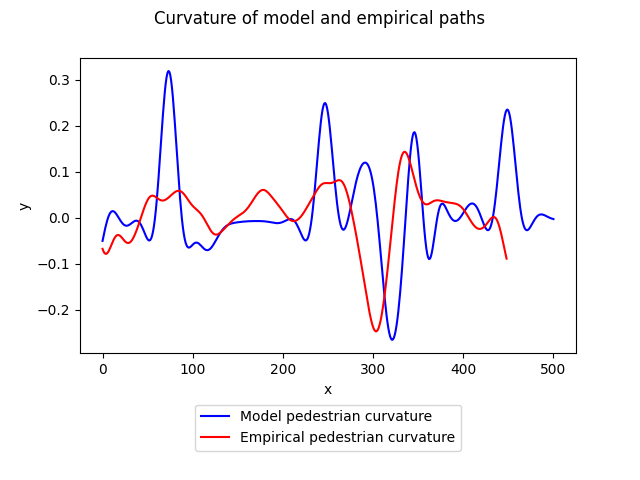 Curvature of model and empirical paths
0.3
0.2
0.1
0.0
−0.1
−0.2
y
0 100 200 300 400 500
x
Model pedestrian curvature
Empirical pedestrian curvature